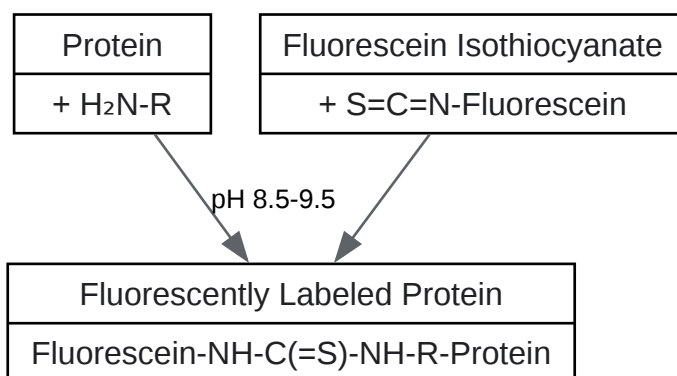 Protein
+ H₂N-R
Fluorescein Isothiocyanate
+ S=C=N-Fluorescein
pH 8.5-9.5
Fluorescently Labeled Protein
Fluorescein-NH-C(=S)-NH-R-Protein